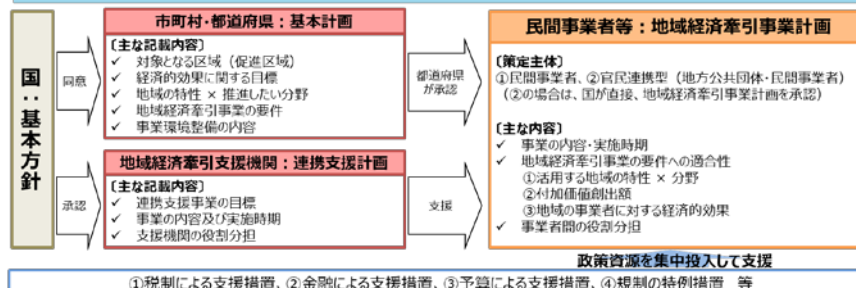 国：基本方針
同意
市町村・都道府県：基本計画
〔主な記載内容〕
✓ 対象となる区域（促進区域）
✓ 経済的効果に関する目標
✓ 地域の特性 × 推進したい分野
✓ 地域経済牽引事業の要件
✓ 事業環境整備の内容
都道府県
が承認
承認
地域経済牽引支援機関：連携支援計画
〔主な記載内容〕
✓ 連携支援事業の目標
✓ 事業の内容及び実施時期
✓ 支援機関の役割分担
支援
民間事業者等：地域経済牽引事業計画
〔策定主体〕
①民間事業者、②官民連携型（地方公共団体・民間事業者）
（②の場合は、国が直接、地域経済牽引事業計画を承認）
〔主な内容〕
✓ 事業の内容・実施時期
✓ 地域経済牽引事業の要件への適合性
①活用する地域の特性 × 分野
②付加価値創出額
③地域の事業者に対する経済的効果
✓ 事業者間の役割分担
政策資源を集中投入して支援
①税制による支援措置、②金融による支援措置、③予算による支援措置、④規制の特例措置 等